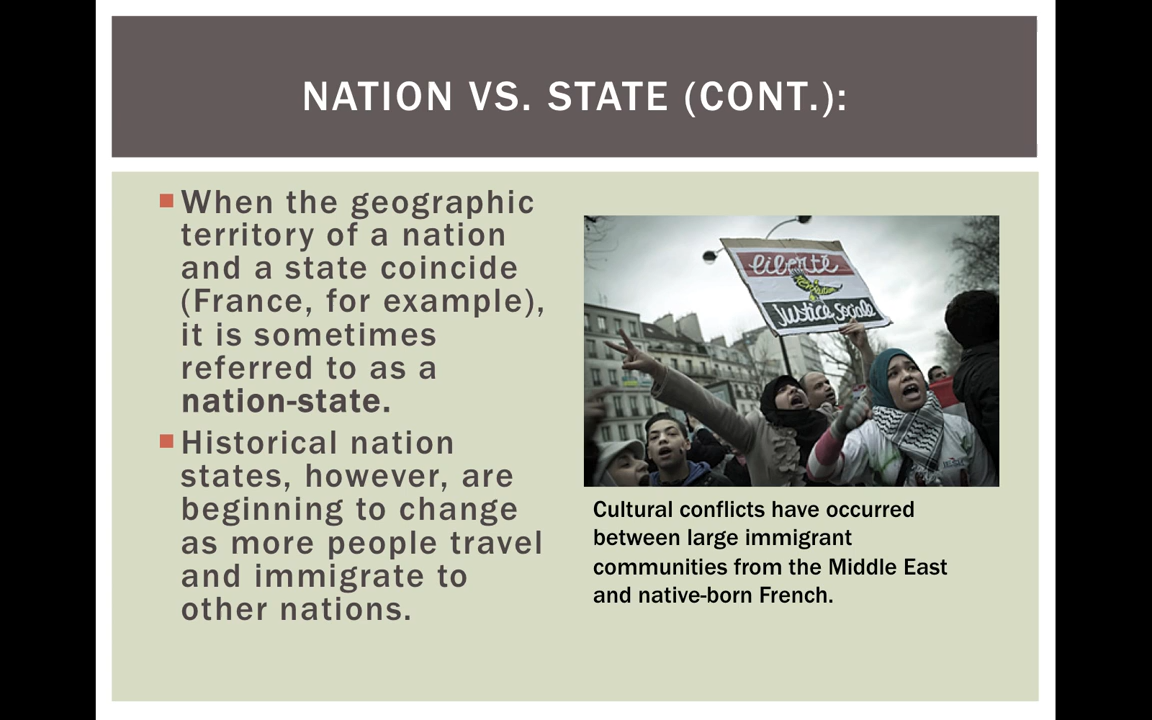 NATION VS. STATE (CONT.):
When the geographic
territory of a nation
and a state coincide
(France, for example),
it is sometimes
referred to as a
nation-state.
Historical nation
states, however, are
beginning to change
as more people travel
and immigrate to
other nations.
liberté
Justice Sociale
Cultural conflicts have occurred
between large immigrant
communities from the Middle East
and native-born French.